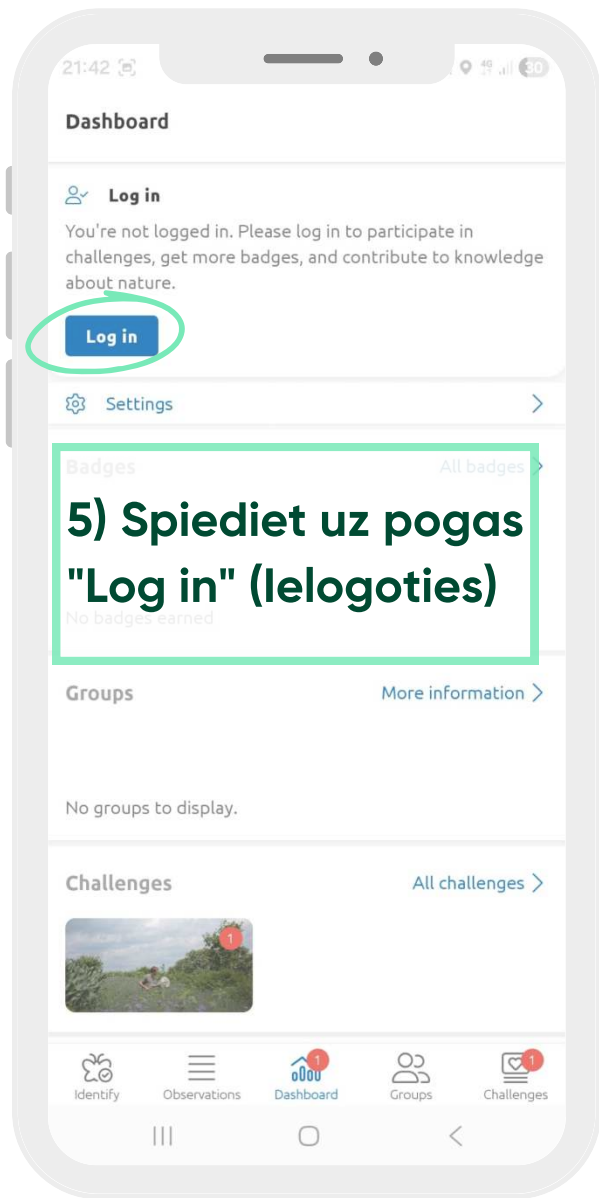 21:42
4G
30
Dashboard
Log in
You're not logged in. Please log in to participate in
challenges, get more badges, and contribute to knowledge
about nature.
Log in
Settings
Badges All badges
5) Spiediet uz pogas
"Log in" (Ielogoties)
No badges earned
Groups More information
No groups to display.
Challenges All challenges
1
1 1
Identify Observations Dashboard Groups Challenges